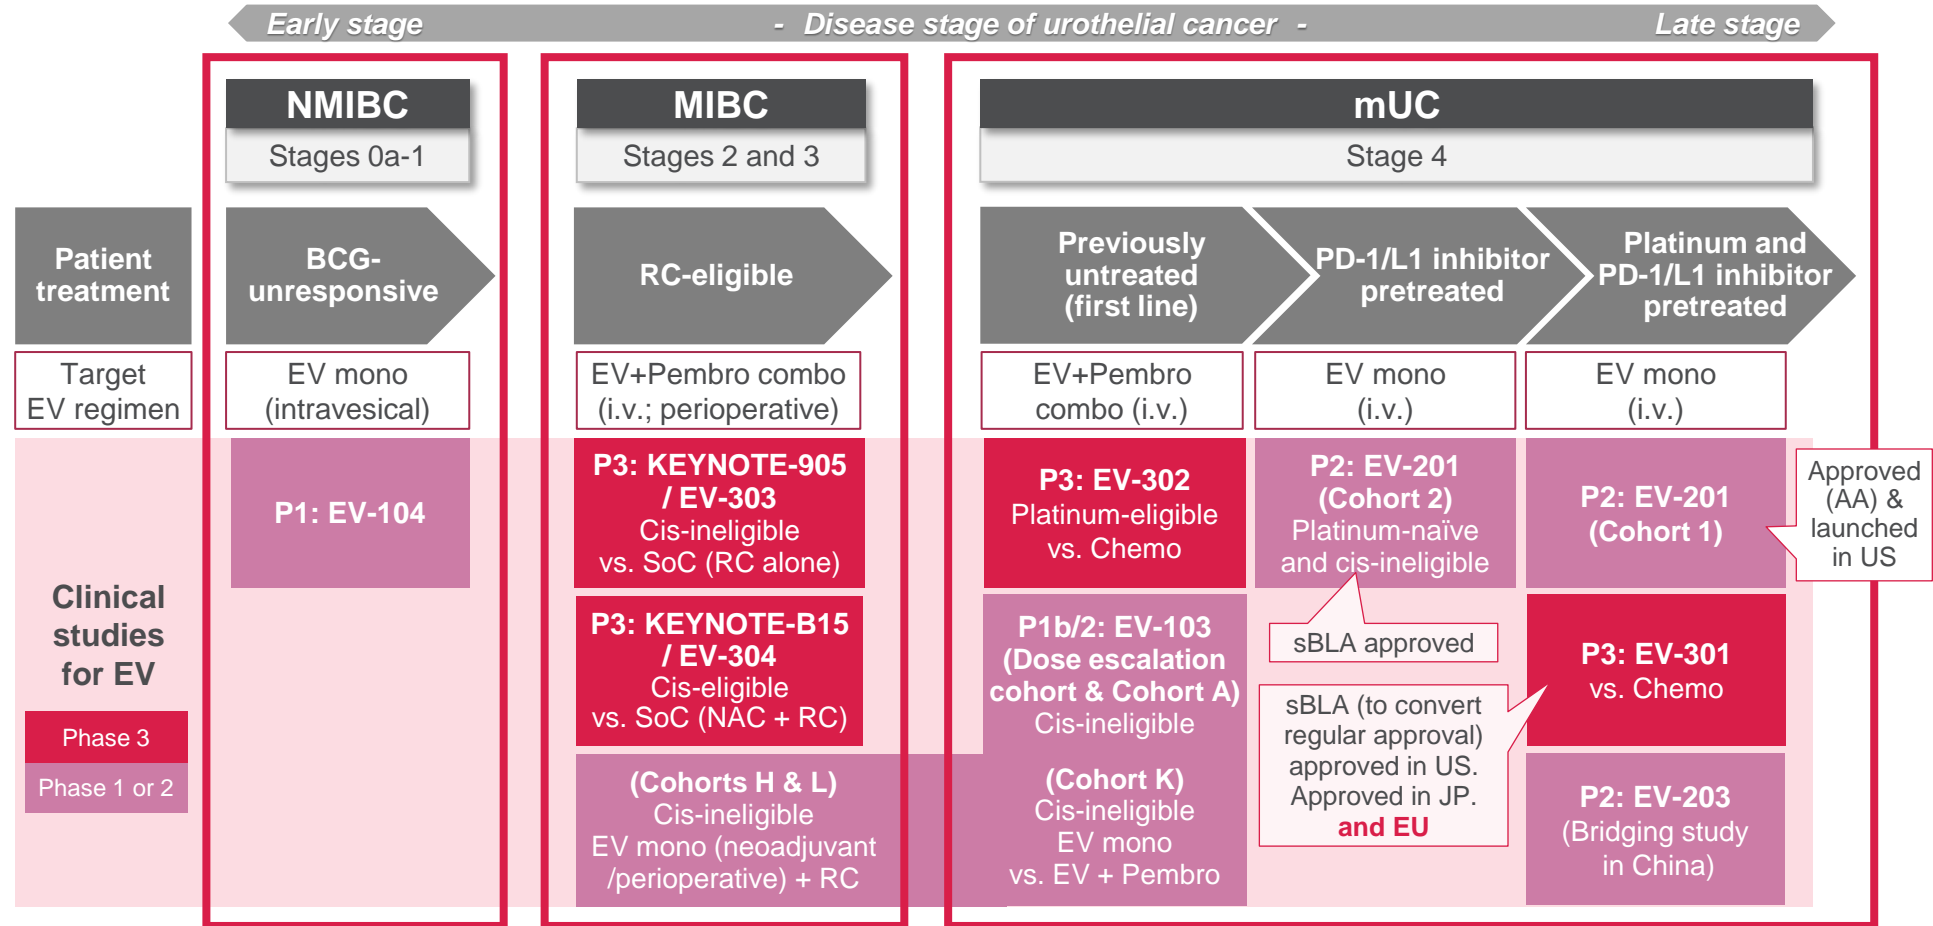 Early stage - Disease stage of urothelial cancer - Late stage
NMIBC
Stages 0a-1
MIBC
Stages 2 and 3
mUC
Stage 4
Patient
treatment
BCG-
unresponsive
RC-eligible
Previously
untreated
(first line)
PD-1/L1 inhibitor
pretreated
Platinum and
PD-1/L1 inhibitor
pretreated
Target
EV regimen
EV mono
(intravesical)
EV+Pembro combo
(i.v.; perioperative)
EV+Pembro
combo (i.v.)
EV mono
(i.v.)
EV mono
(i.v.)
Clinical
studies
for EV
Phase 3
Phase 1 or 2
P1: EV-104
P3: KEYNOTE-905
/ EV-303
Cis-ineligible
vs. SoC (RC alone)
P3: KEYNOTE-B15
/ EV-304
Cis-eligible
vs. SoC (NAC + RC)
(Cohorts H & L)
Cis-ineligible
EV mono (neoadjuvant
/perioperative) + RC
P3: EV-302
Platinum-eligible
vs. Chemo
P1b/2: EV-103
(Dose escalation
cohort & Cohort A)
Cis-ineligible
(Cohort K)
Cis-ineligible
EV mono
vs. EV + Pembro
P2: EV-201
(Cohort 2)
Platinum-naïve
and cis-ineligible
sBLA approved
sBLA (to convert
regular approval)
approved in US.
Approved in JP.
and EU
P2: EV-201
(Cohort 1)
Approved
(AA) &
launched
in US
P3: EV-301
vs. Chemo
P2: EV-203
(Bridging study
in China)